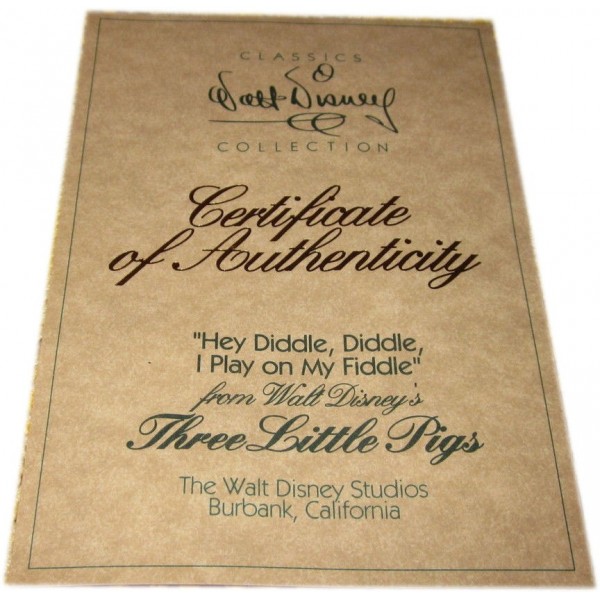 CLASSICS
Walt Disney
COLLECTION
Certificate
of Authenticity
"Hey Diddle, Diddle,
I Play on My Fiddle"
from Walt Disney's
Three Little Pigs
The Walt Disney Studios
Burbank, California